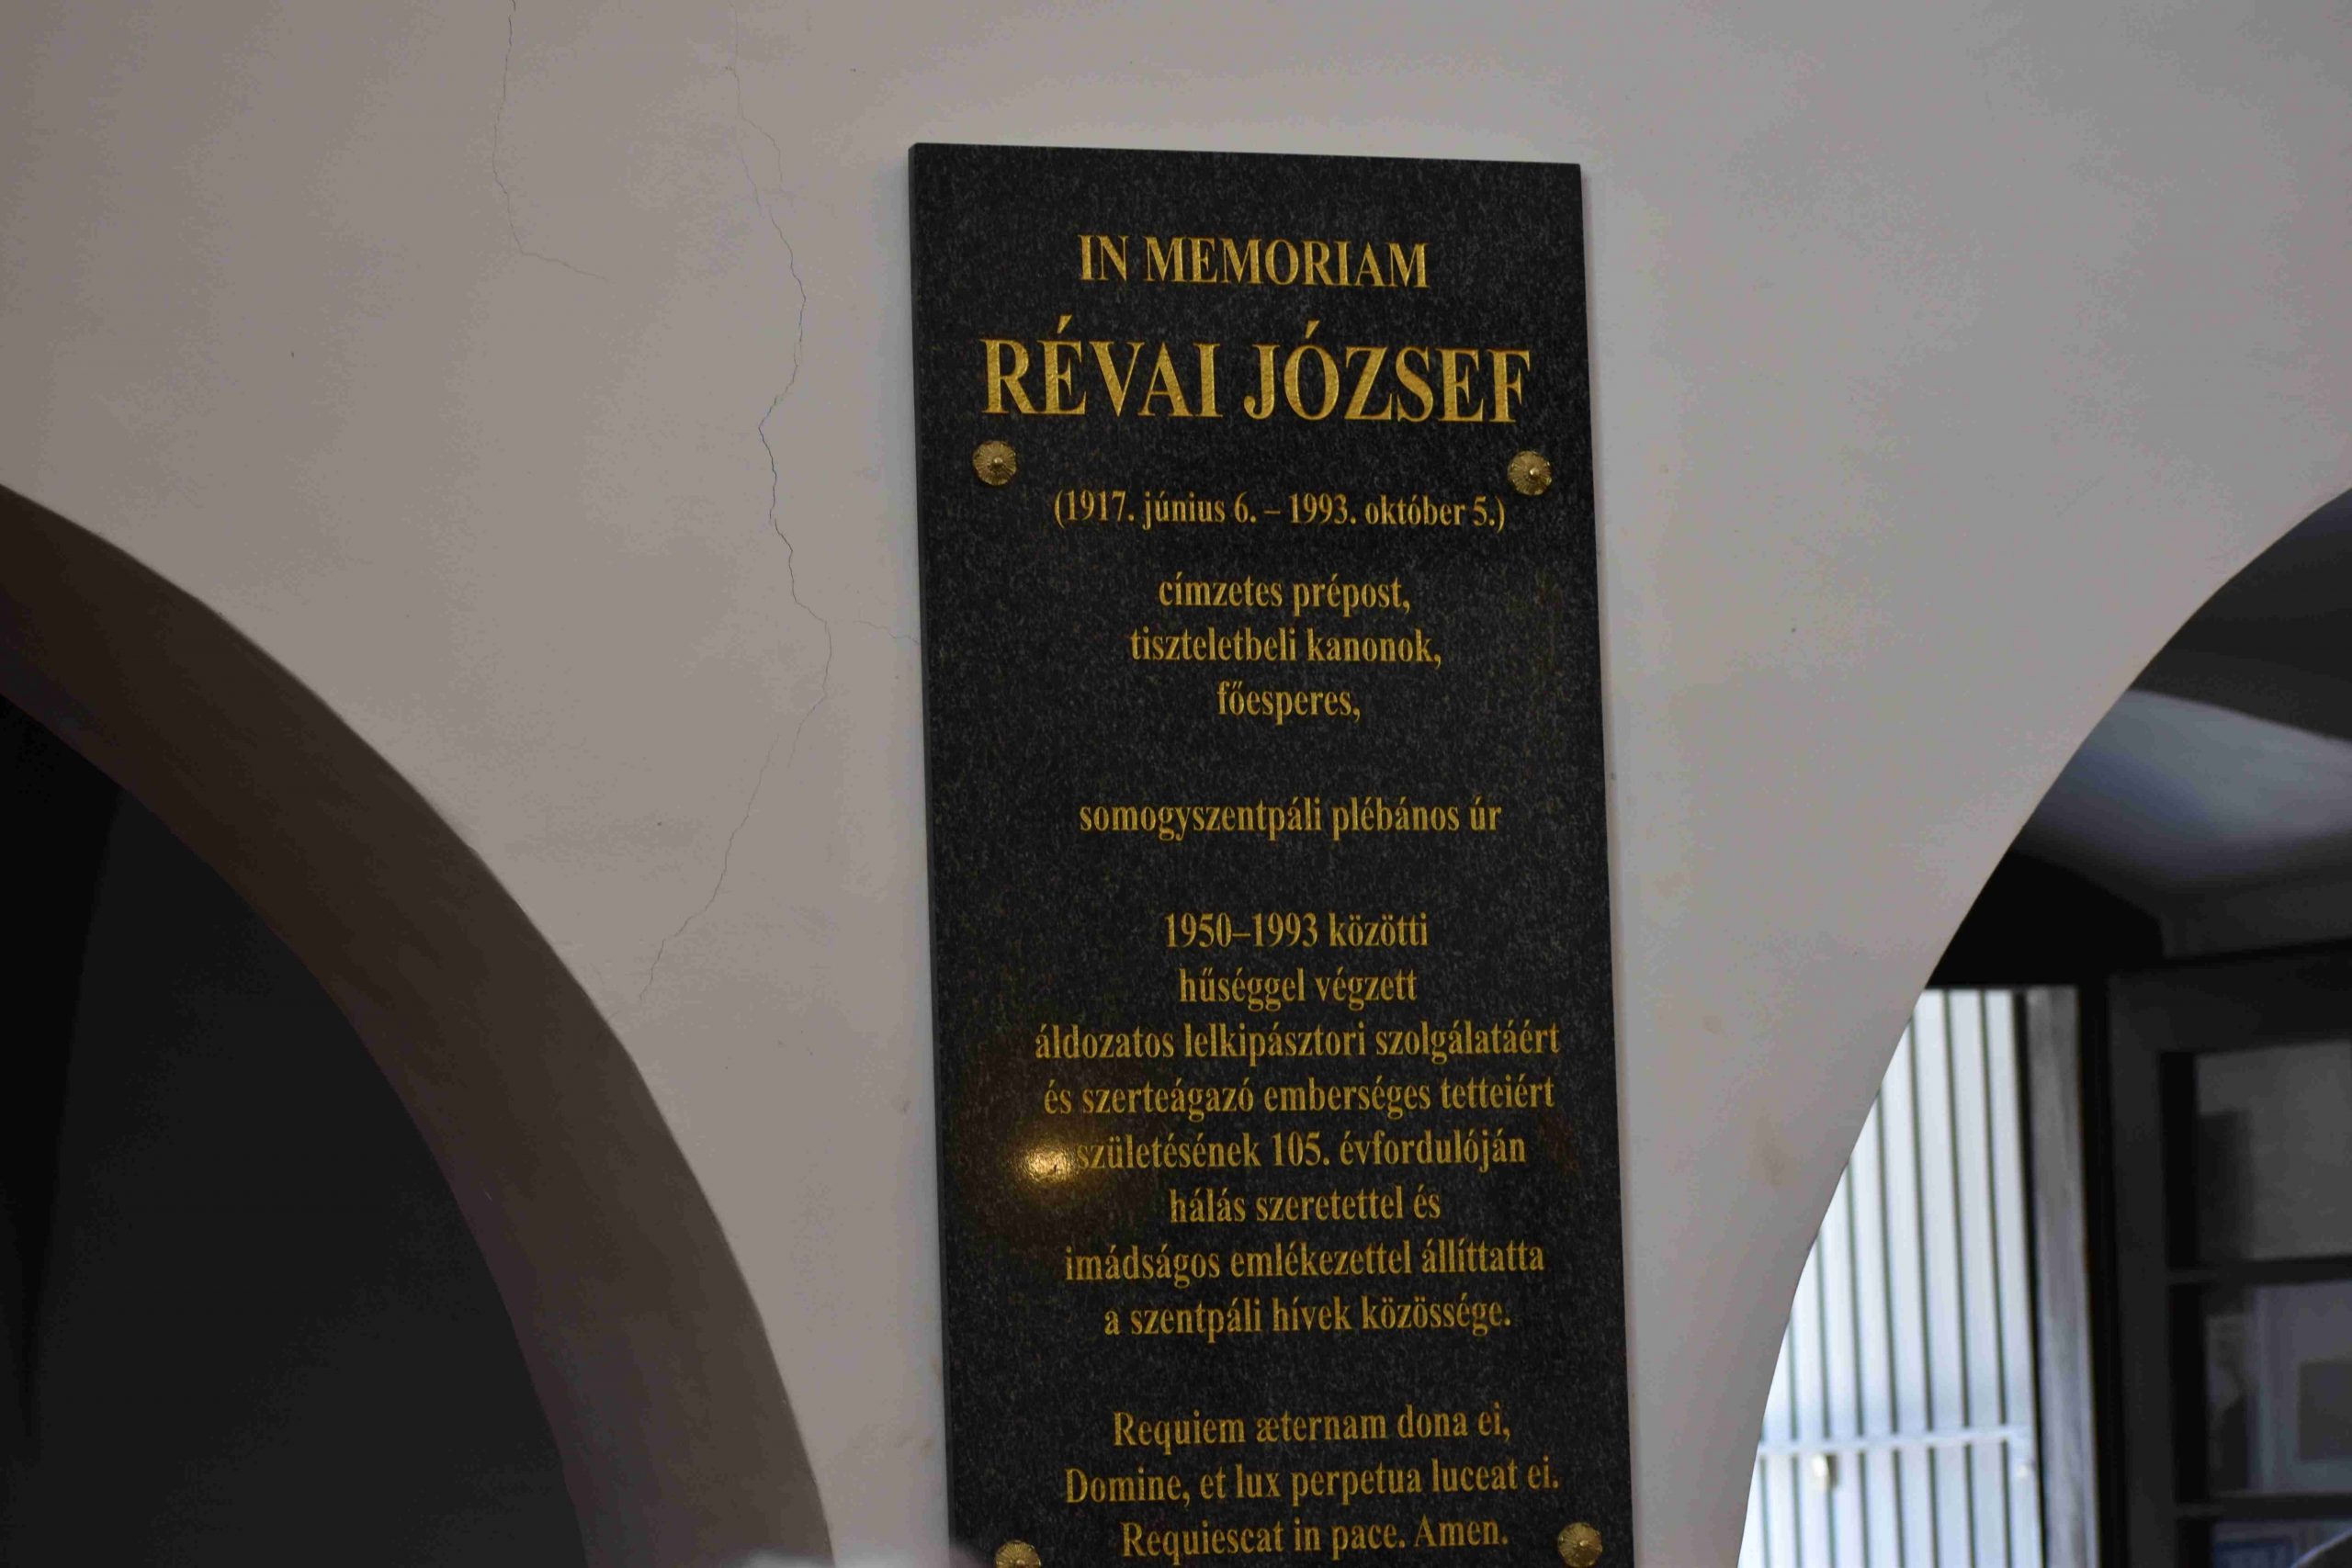 IN MEMORIAM
RÉVAI JÓZSEF
(1917. június 6. – 1993. október 5.)
címzetes prépost,
tiszteletbeli kanonok,
főesperes,
somogyszentpáli plébános úr
1950–1993 közötti
hűséggel végzett
áldozatos lelkipásztori szolgálatáért
és szerteágazó emberséges tetteiért
születésének 105. évfordulóján
hálás szeretettel és
imádságos emlékezettel állíttatta
a szentpáli hívek közössége.
Requiem æternam dona ei,
Domine, et lux perpetua luceat ei.
Requiescat in pace. Amen.